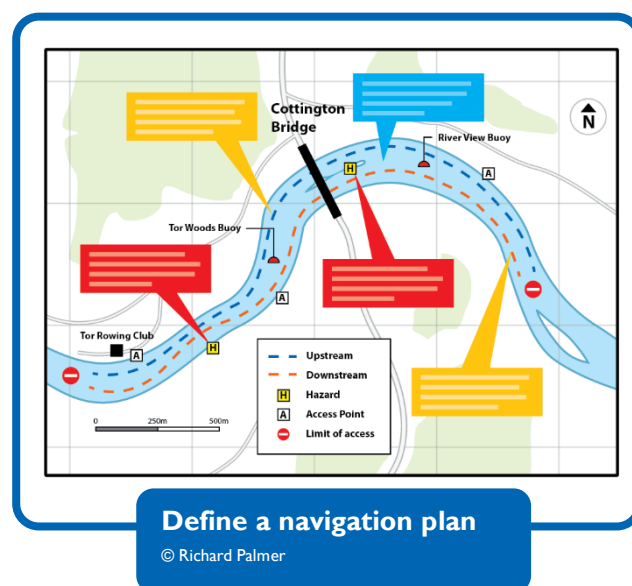 Cottington
Bridge
N
River View Buoy
H
A
Tor Woods Buoy
A
Tor Rowing Club
A
H
Upstream
Downstream
H Hazard
A Access Point
Limit of access
0 250m 500m
Define a navigation plan
© Richard Palmer